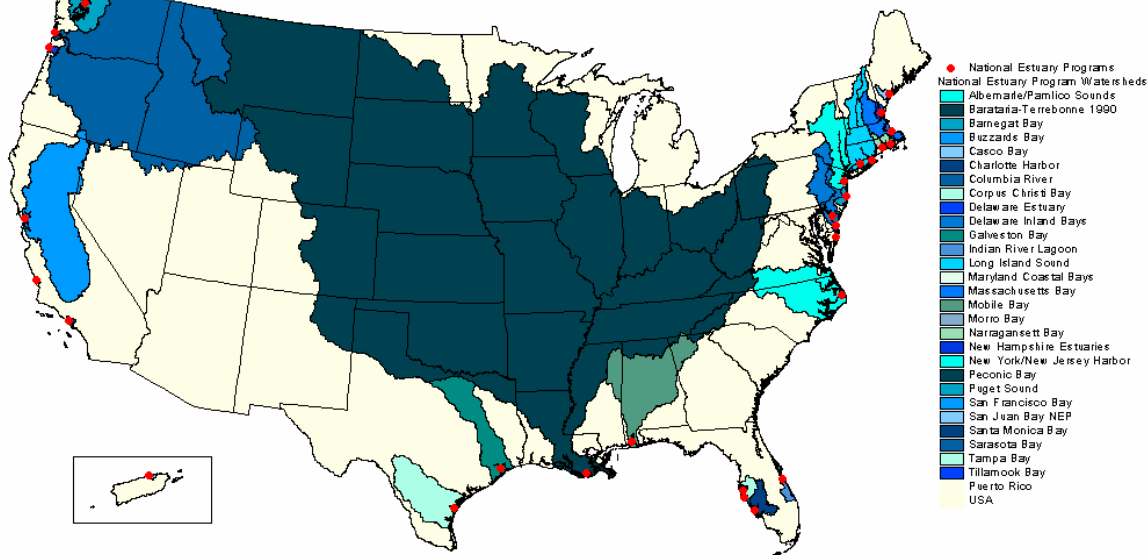 National Estuary Programs
National Estuary Program Watersheds
Albemarle/Pamlico Sounds
Barataria-Terrebonne 1990
Barnegat Bay
Buzzards Bay
Casco Bay
Charlotte Harbor
Columbia River
Corpus Christi Bay
Delaware Estuary
Delaware Inland Bays
Galveston Bay
Indian River Lagoon
Long Island Sound
Maryland Coastal Bays
Massachusetts Bay
Mobile Bay
Morro Bay
Narragansett Bay
New Hampshire Estuaries
New York/New Jersey Harbor
Peconic Bay
Puget Sound
San Francisco Bay
San Juan Bay NEP
Santa Monica Bay
Sarasota Bay
Tampa Bay
Tillamook Bay
Puerto Rico
USA